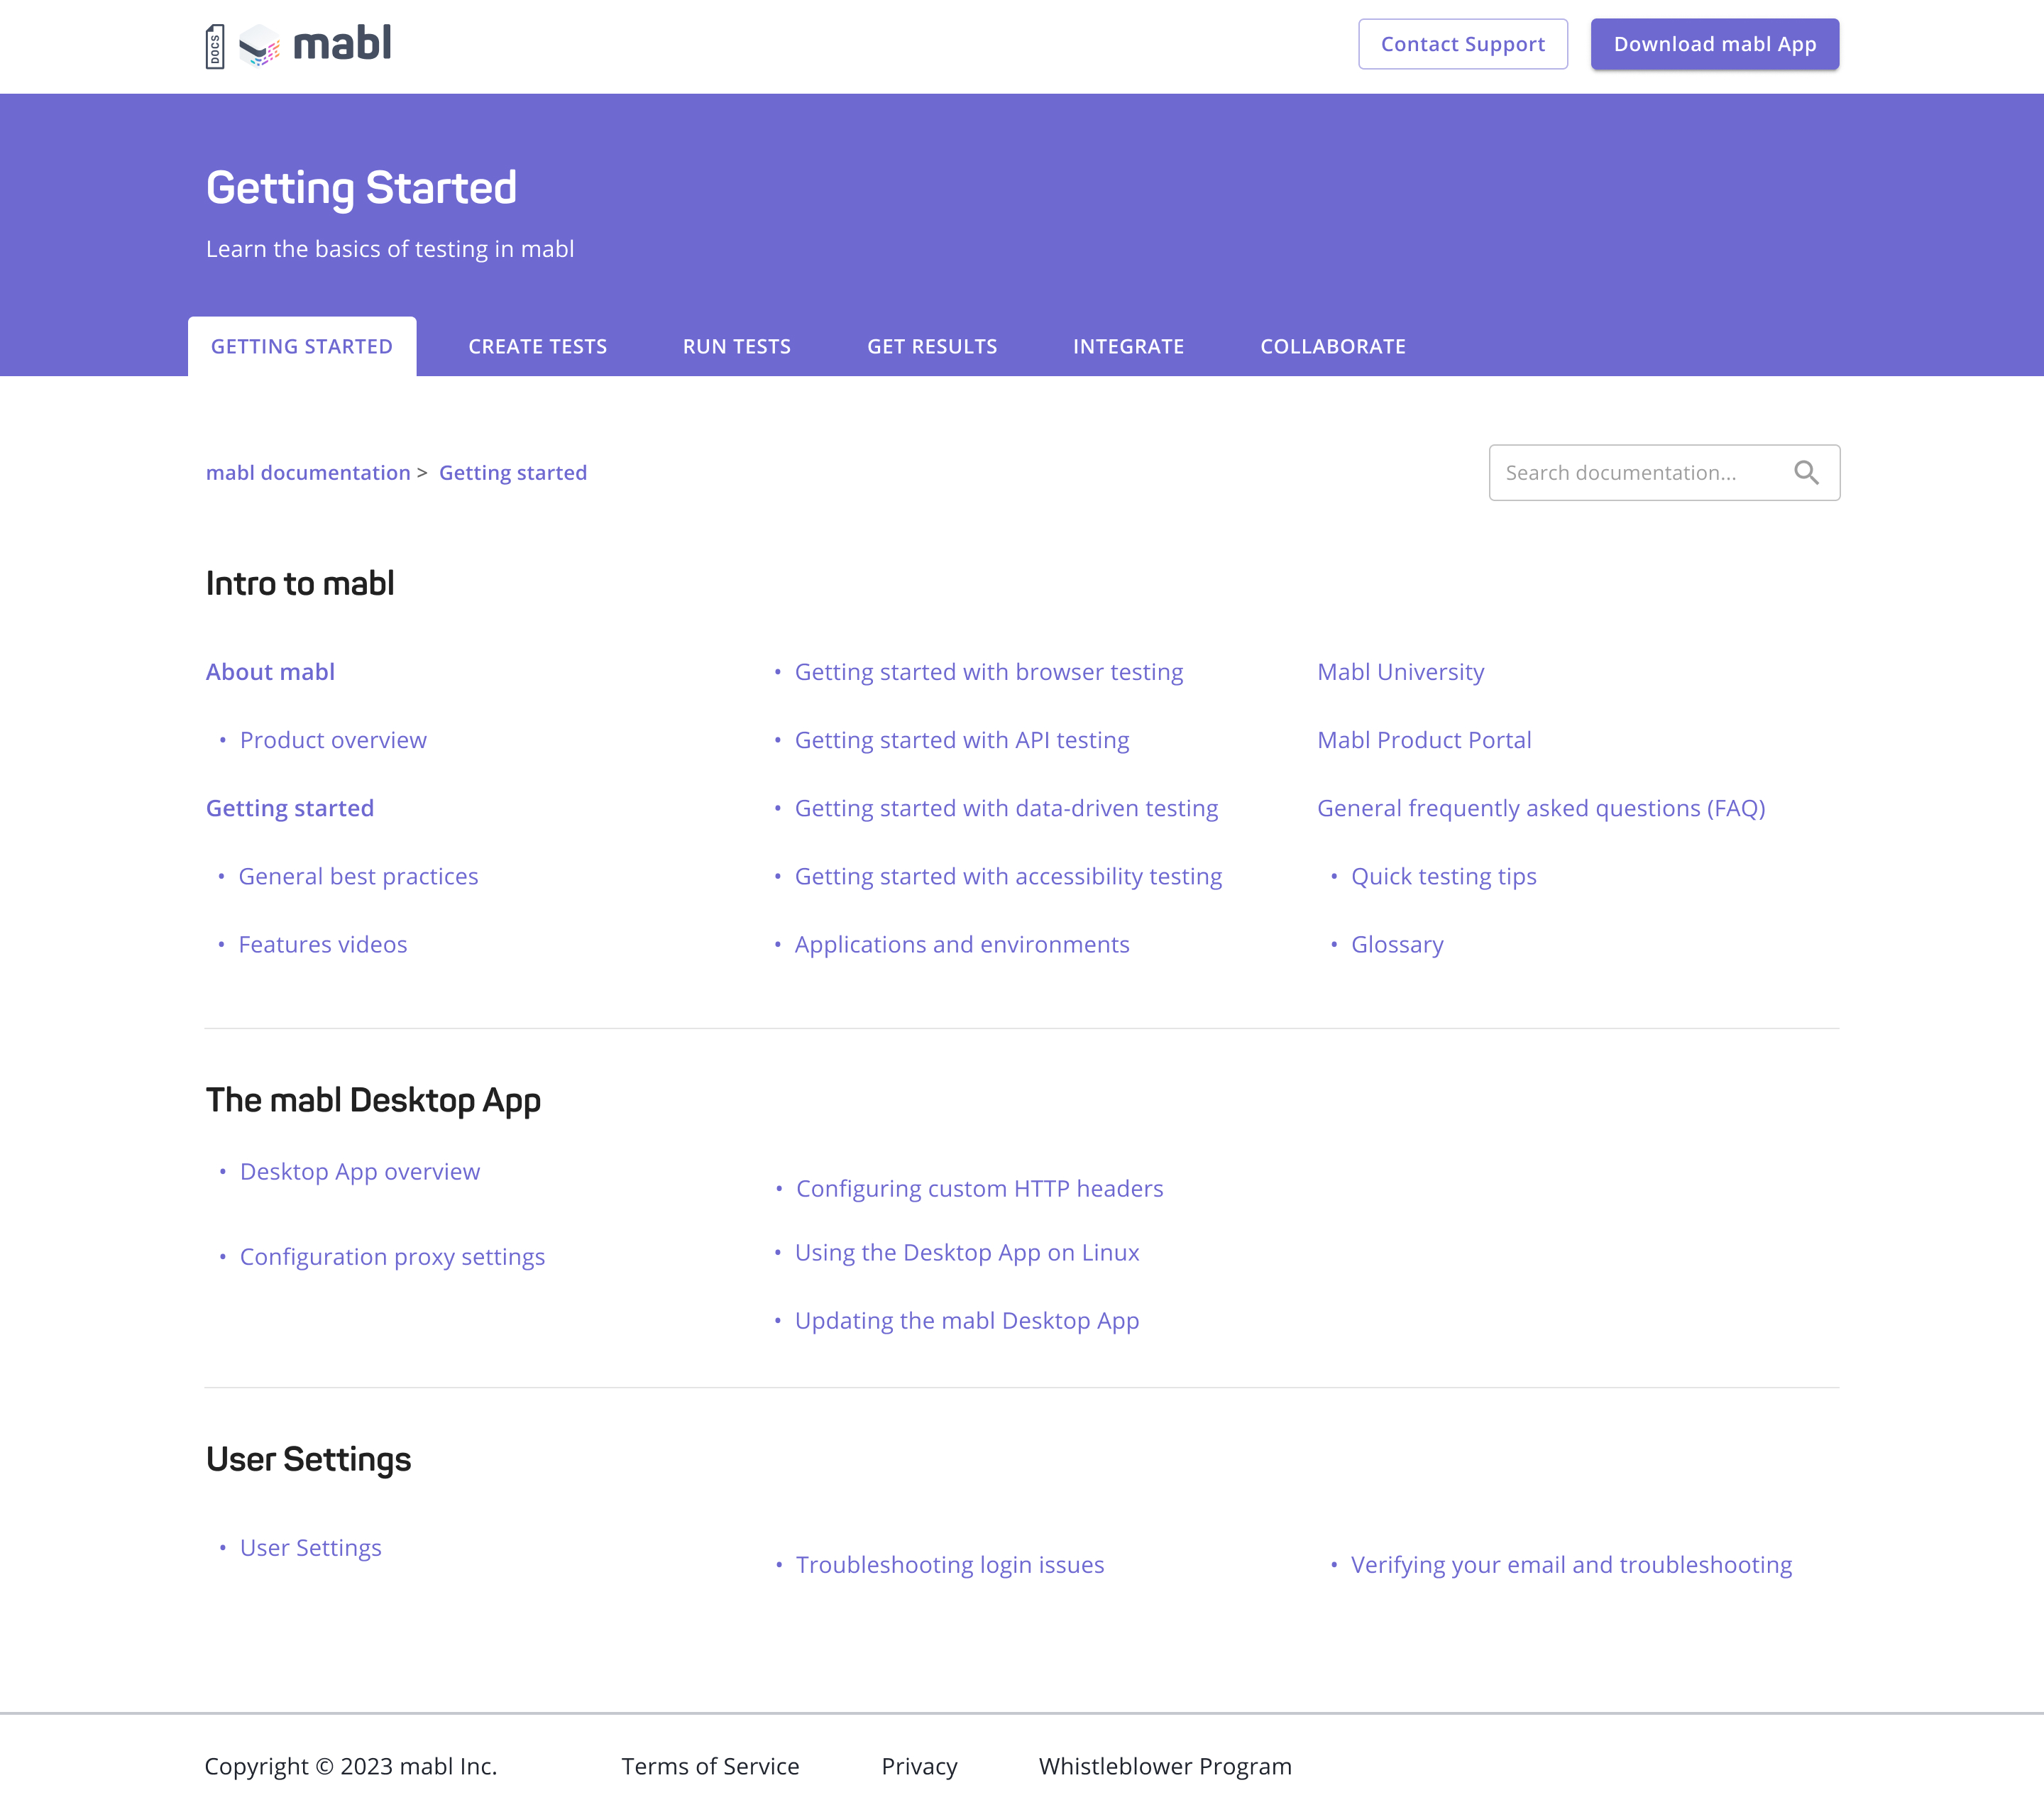 DOCS mabl
Contact Support
Download mabl App
Getting Started
Learn the basics of testing in mabl
GETTING STARTED
CREATE TESTS
RUN TESTS
GET RESULTS
INTEGRATE
COLLABORATE
mabl documentation > Getting started
Search documentation...
Intro to mabl
About mabl
• Product overview
Getting started
• General best practices
• Features videos
• Getting started with browser testing
• Getting started with API testing
• Getting started with data-driven testing
• Getting started with accessibility testing
• Applications and environments
Mabl University
Mabl Product Portal
General frequently asked questions (FAQ)
• Quick testing tips
• Glossary
The mabl Desktop App
• Desktop App overview
• Configuration proxy settings
• Configuring custom HTTP headers
• Using the Desktop App on Linux
• Updating the mabl Desktop App
User Settings
• User Settings
• Troubleshooting login issues
• Verifying your email and troubleshooting
Copyright © 2023 mabl Inc.
Terms of Service
Privacy
Whistleblower Program